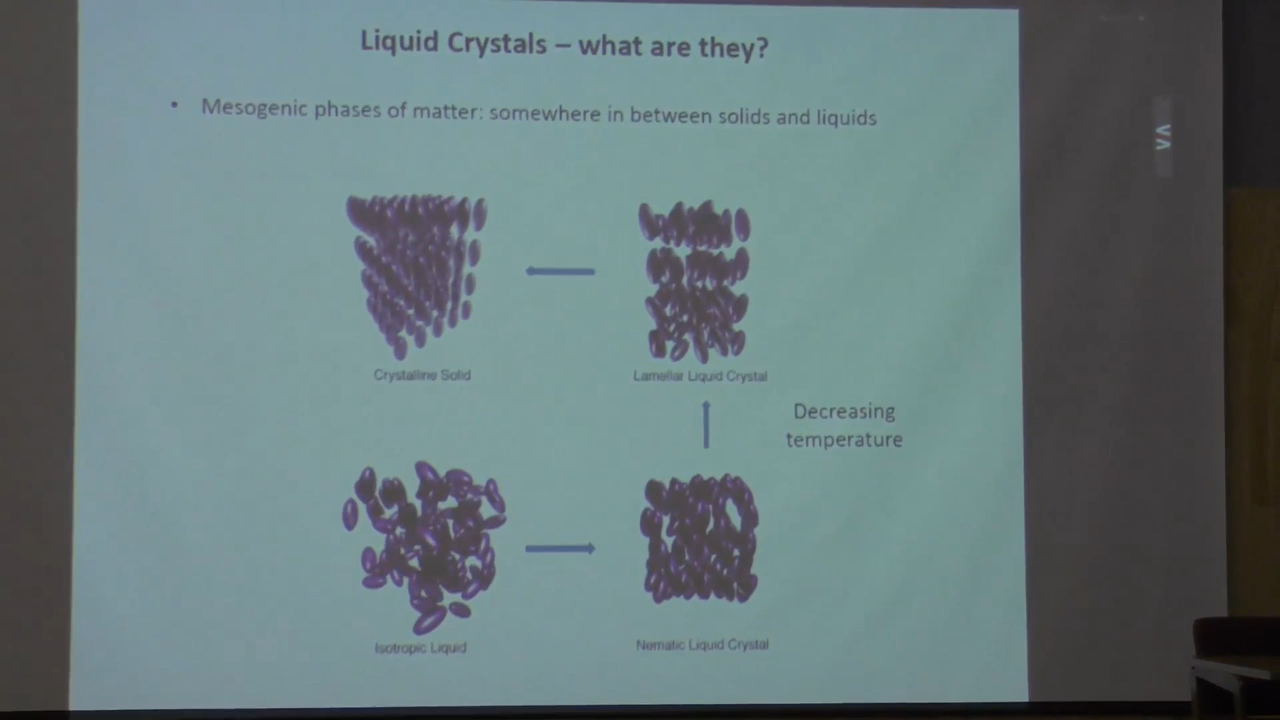 Liquid Crystals – what are they?
• Mesogenic phases of matter: somewhere in between solids and liquids
Crystalline Solid
Lamellar Liquid Crystal
Decreasing
temperature
Isotropic Liquid
Nematic Liquid Crystal